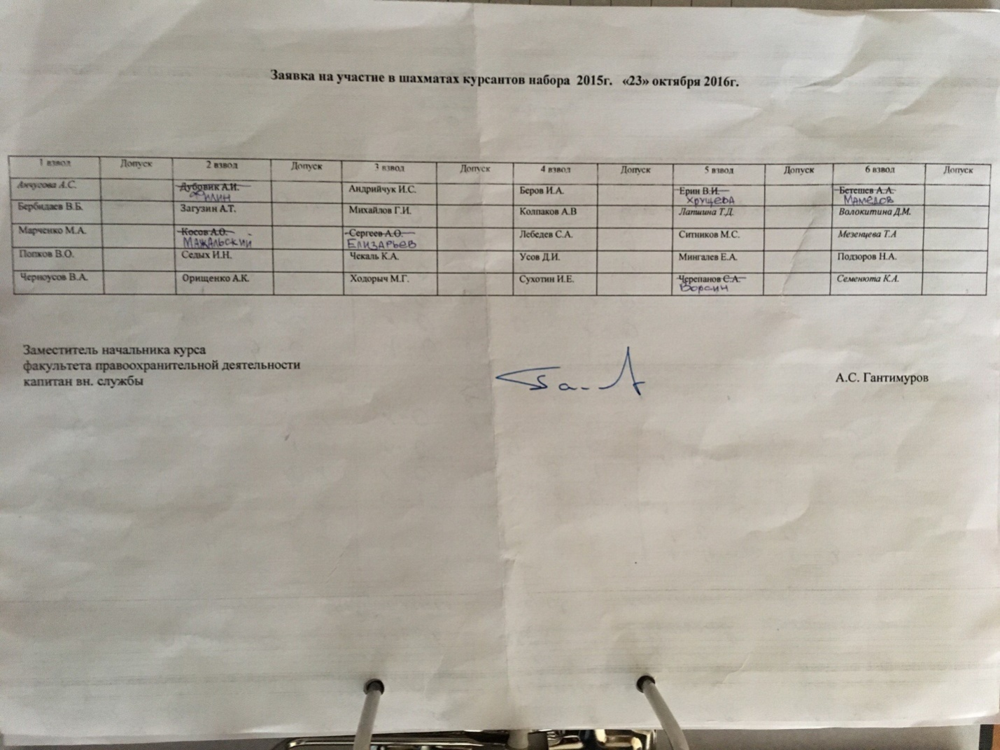 Заявка на участие в шахматах курсантов набора 2015г. «23» октября 2016г.
1 взвод Допуск 2 взвод Допуск 3 взвод Допуск 4 взвод Допуск 5 взвод Допуск 6 взвод Допуск
Анчусова А.С. Дубовик А.И. Андрийчук И.С. Беров И.А. Ерин В.И. Бетешев А.А.
Филин Хрущева Мамедов
Бербидаев В.Б. Загузин А.Т. Михайлов Г.И. Колпаков А.В Лапшина Т.Д. Волокитина Д.М.
Марченко М.А. Косов А.О. Сергеев А.О. Лебедев С.А. Ситников М.С. Мезенцева Т.А
Мажальский Елизарьев
Попков В.О. Седых И.Н. Чекаль К.А. Усов Д.И. Мингалев Е.А. Подзоров Н.А.
Черноусов В.А. Орищенко А.К. Ходорыч М.Г. Сухотин И.Е. Черепанов С.А. Семенюта К.А.
Ворсин
Заместитель начальника курса
факультета правоохранительной деятельности
капитан вн. службы А.С. Гантимуров